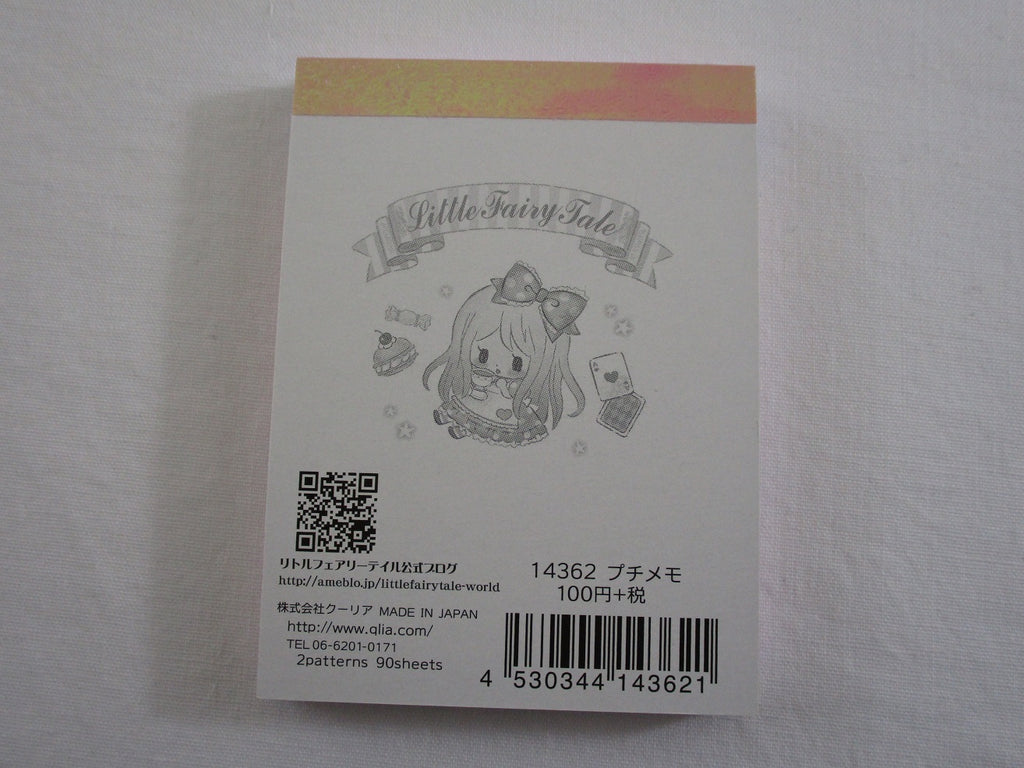 Little Fairy Tale
リトルフェアリーテイル公式ブログ
http://ameblo.jp/littlefairytale-world
株式会社クーリア MADE IN JAPAN
http://www.qlia.com/
TEL 06-6201-0171
2patterns 90sheets
14362 プチメモ
100円+税
4 530344 143621